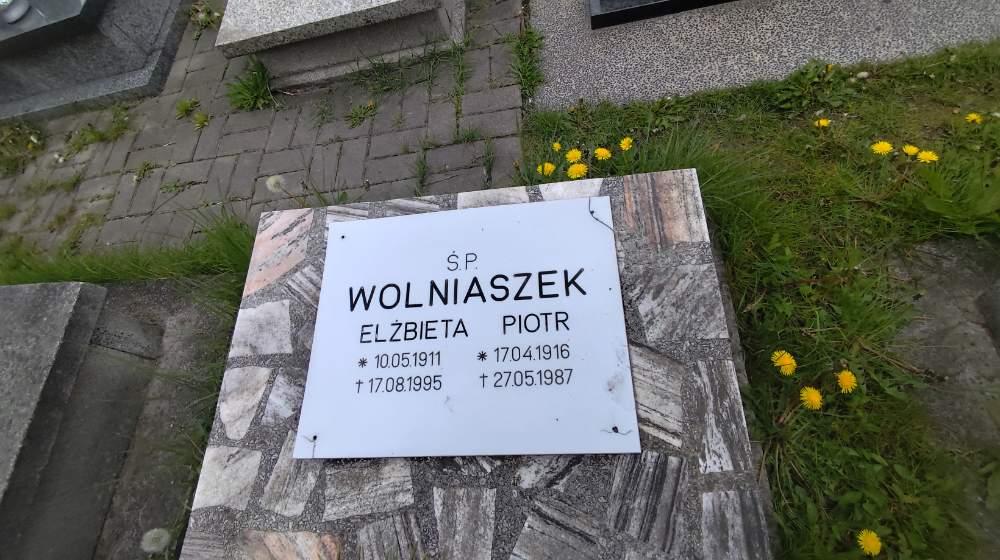 Ś.P.
WOLNIASZEK
ELŻBIETA PIOTR
* 10.05.1911 * 17.04.1916
† 17.08.1995 † 27.05.1987